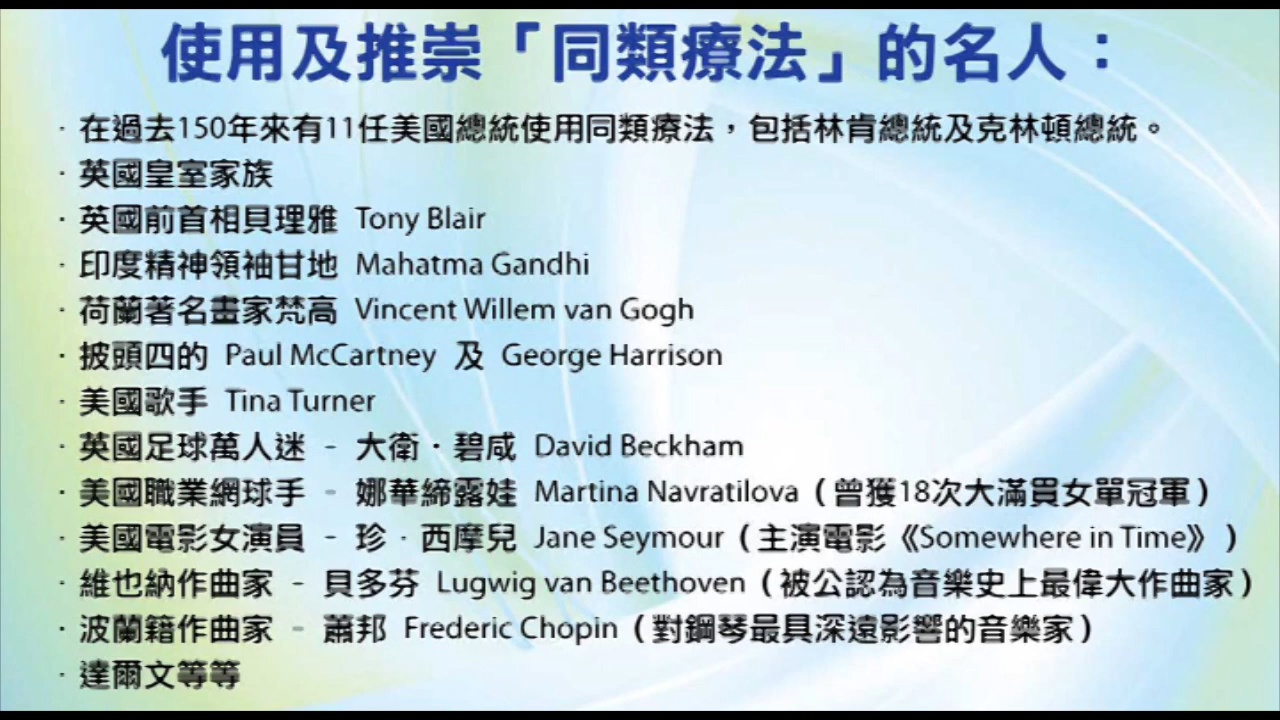 使用及推崇「同類療法」的名人：
· 在過去150年來有11任美國總統使用同類療法，包括林肯總統及克林頓總統。
· 英國皇室家族
· 英國前首相貝理雅 Tony Blair
· 印度精神領袖甘地 Mahatma Gandhi
· 荷蘭著名畫家梵高 Vincent Willem van Gogh
· 披頭四的 Paul McCartney 及 George Harrison
· 美國歌手 Tina Turner
· 英國足球萬人迷 - 大衛·碧咸 David Beckham
· 美國職業網球手 - 娜華締露娃 Martina Navratilova（曾獲18次大滿買女單冠軍）
· 美國電影女演員 - 珍·西摩兒 Jane Seymour（主演電影《Somewhere in Time》）
· 維也納作曲家 - 貝多芬 Lugwig van Beethoven（被公認為音樂史上最偉大作曲家）
· 波蘭籍作曲家 - 蕭邦 Frederic Chopin（對鋼琴最具深遠影響的音樂家）
· 達爾文等等